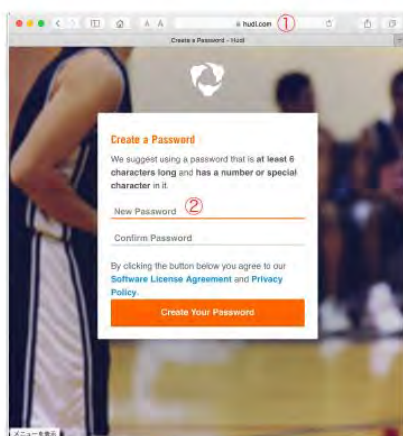 A A hudl.com ①
Create a Password - Hudl
Create a Password
We suggest using a password that is at least 6
characters long and has a number or special
character in it.
New Password ②
Confirm Password
By clicking the button below you agree to our
Software License Agreement and Privacy
Policy.
Create Your Password
メニューを表示